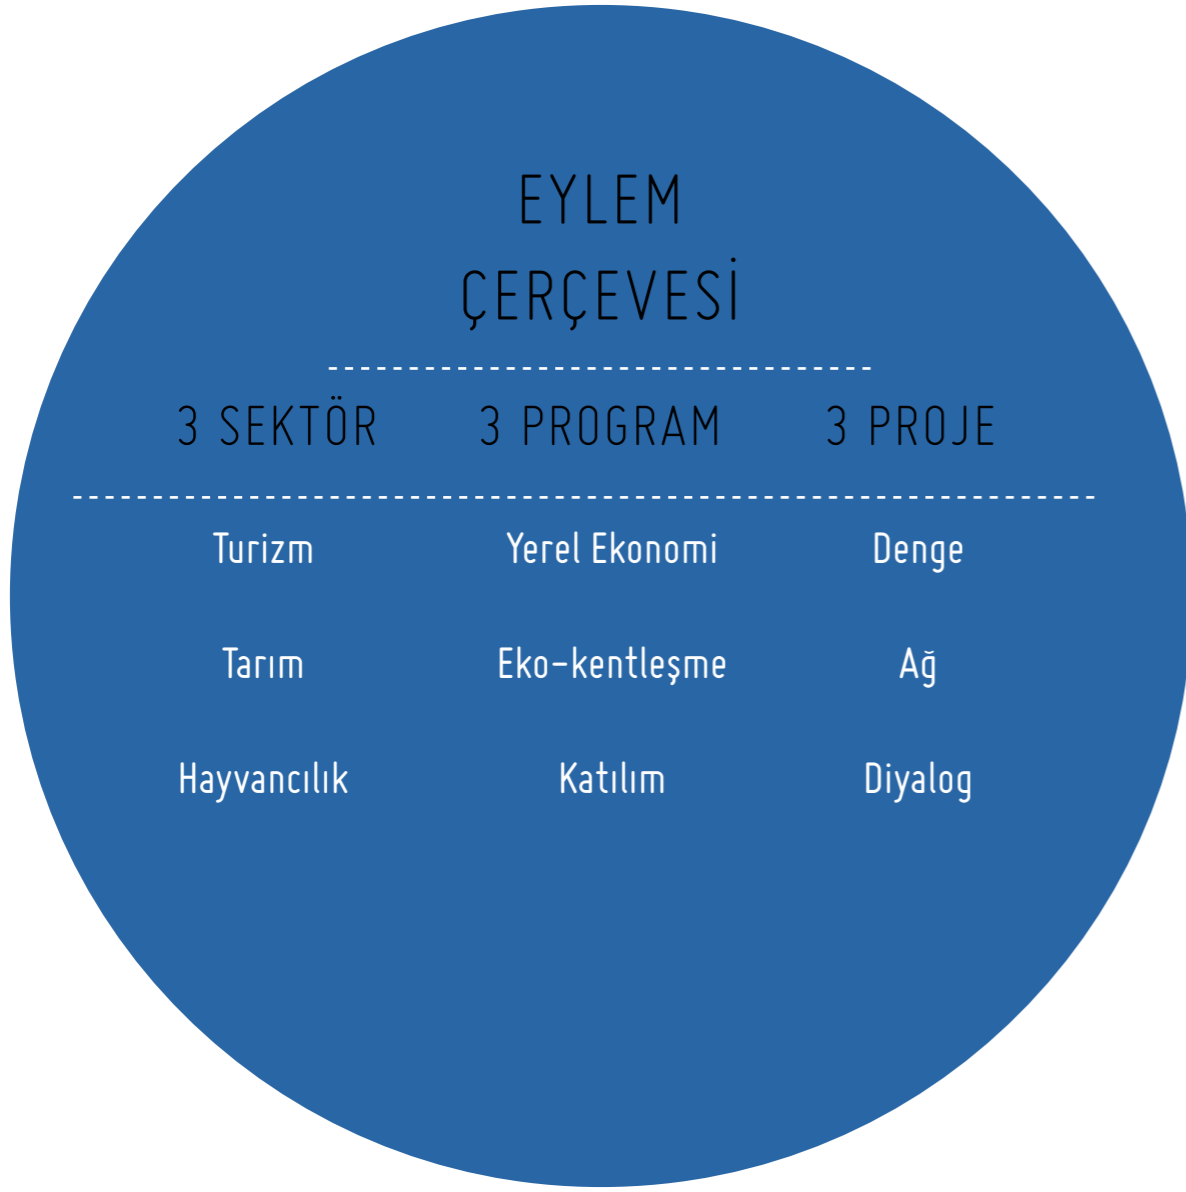 EYLEM
ÇERÇEVESİ
3 SEKTÖR 3 PROGRAM 3 PROJE
Turizm Yerel Ekonomi Denge
Tarım Eko-kentleşme Ağ
Hayvancılık Katılım Diyalog